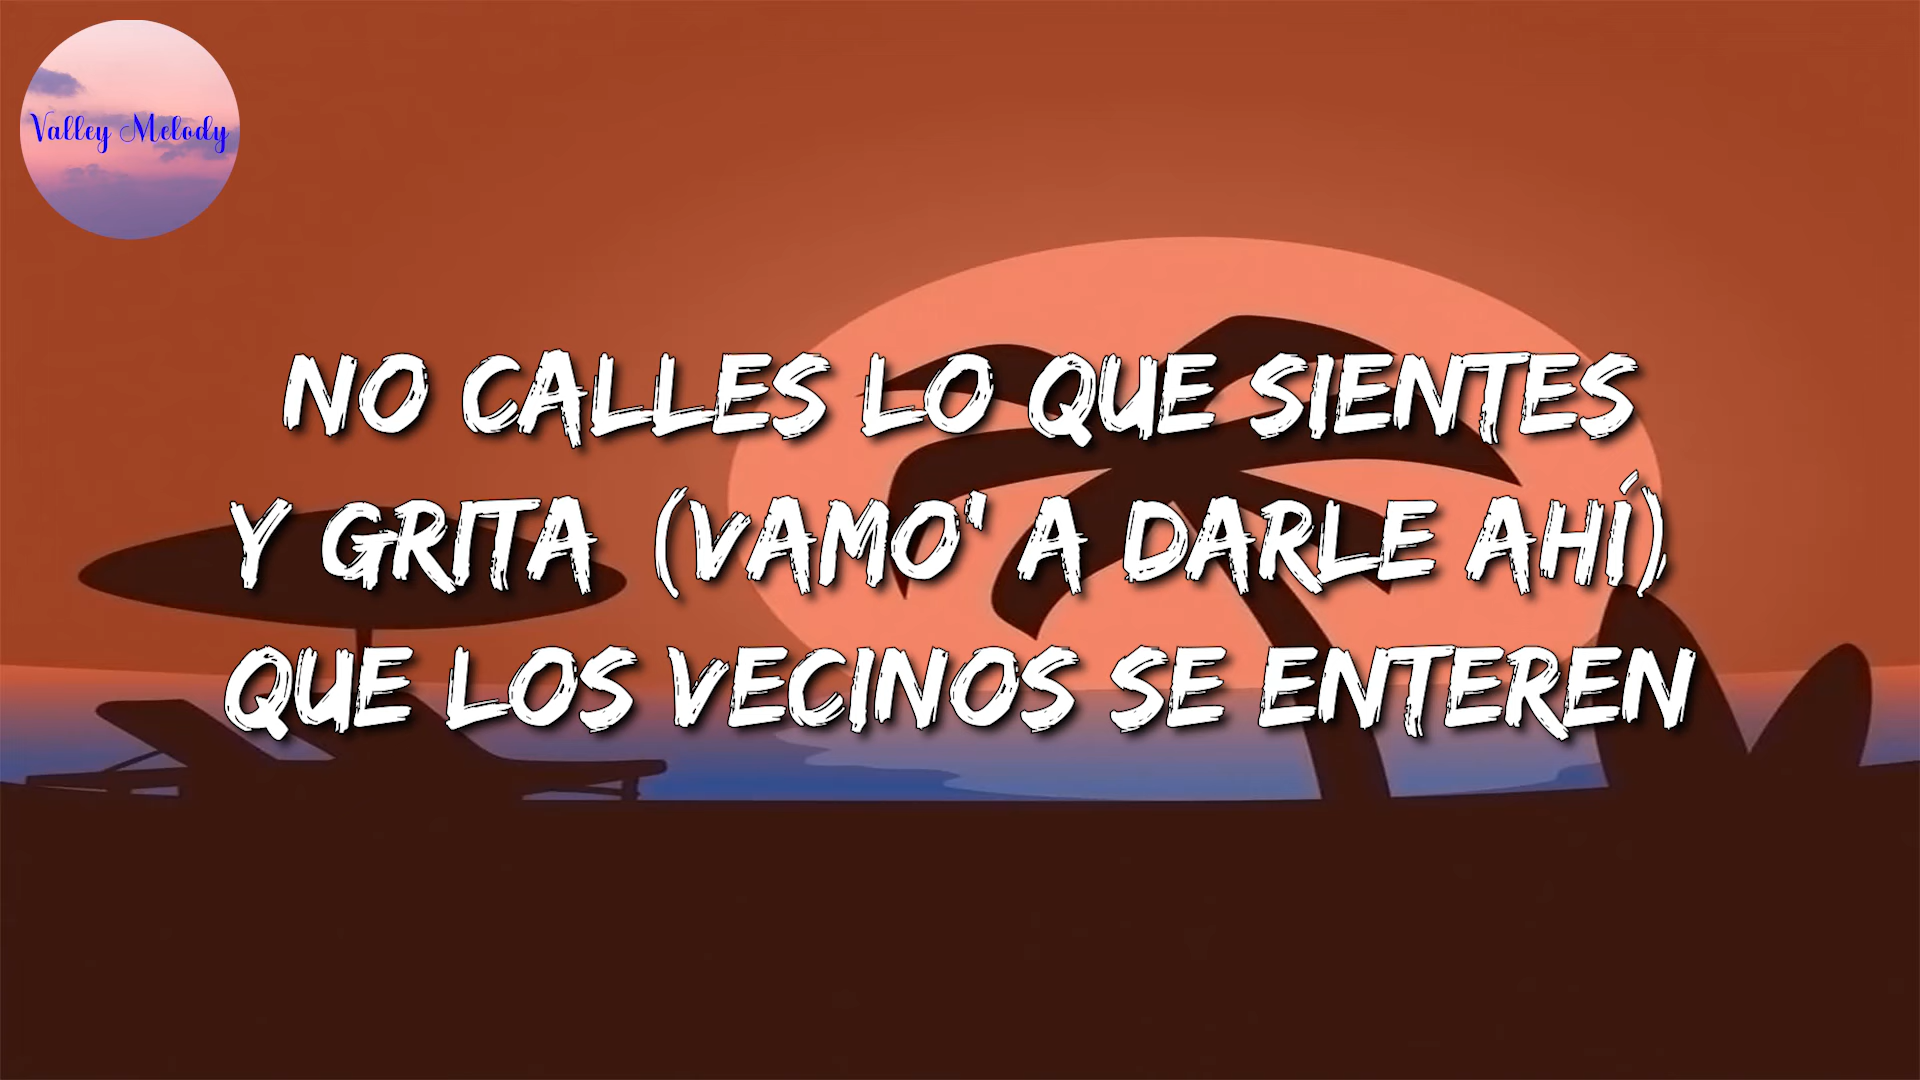 Valley Melody
NO CALLES LO QUE SIENTES
Y GRITA (VAMO' A DARLE AHÍ)
QUE LOS VECINOS SE ENTEREN